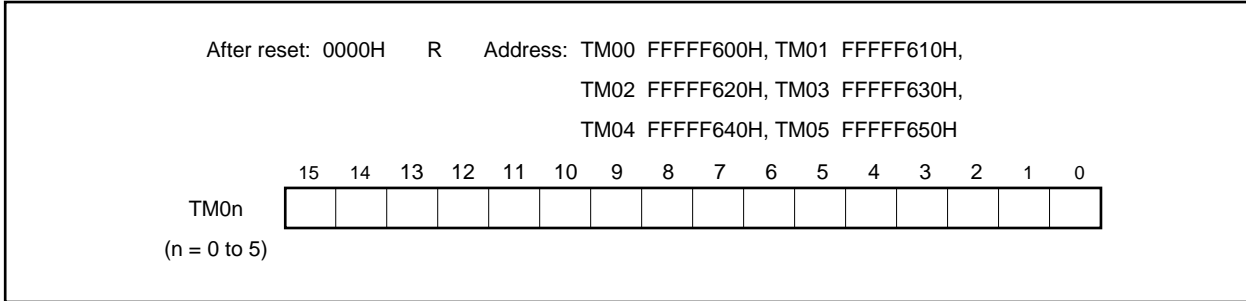 After reset: 0000H R Address: TM00 FFFFF600H, TM01 FFFFF610H,
TM02 FFFFF620H, TM03 FFFFF630H,
TM04 FFFFF640H, TM05 FFFFF650H
15 14 13 12 11 10 9 8 7 6 5 4 3 2 1 0
TM0n
(n = 0 to 5)